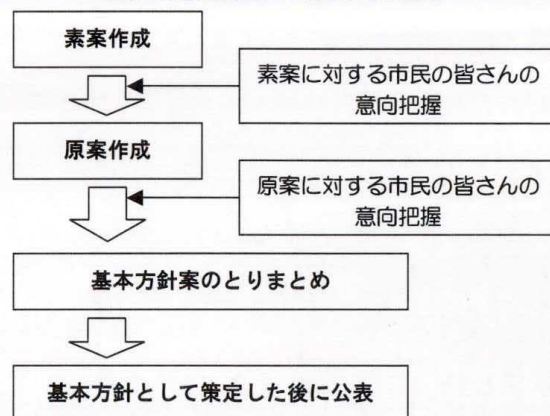 素案作成
素案に対する市民の皆さんの
意向把握
原案作成
原案に対する市民の皆さんの
意向把握
基本方針案のとりまとめ
基本方針として策定した後に公表